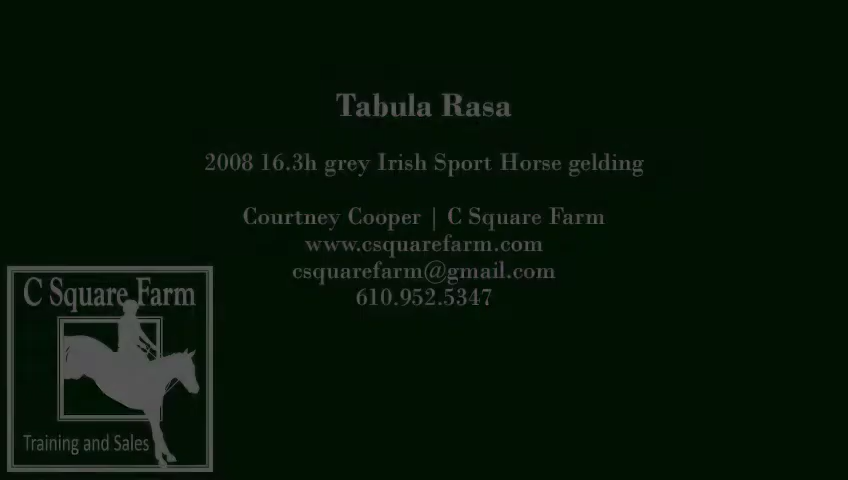 Tabula Rasa
2008 16.3h grey Irish Sport Horse gelding
Courtney Cooper | C Square Farm
www.csquarefarm.com
csquarefarm@gmail.com
610.952.5347
C Square Farm
Training and Sales